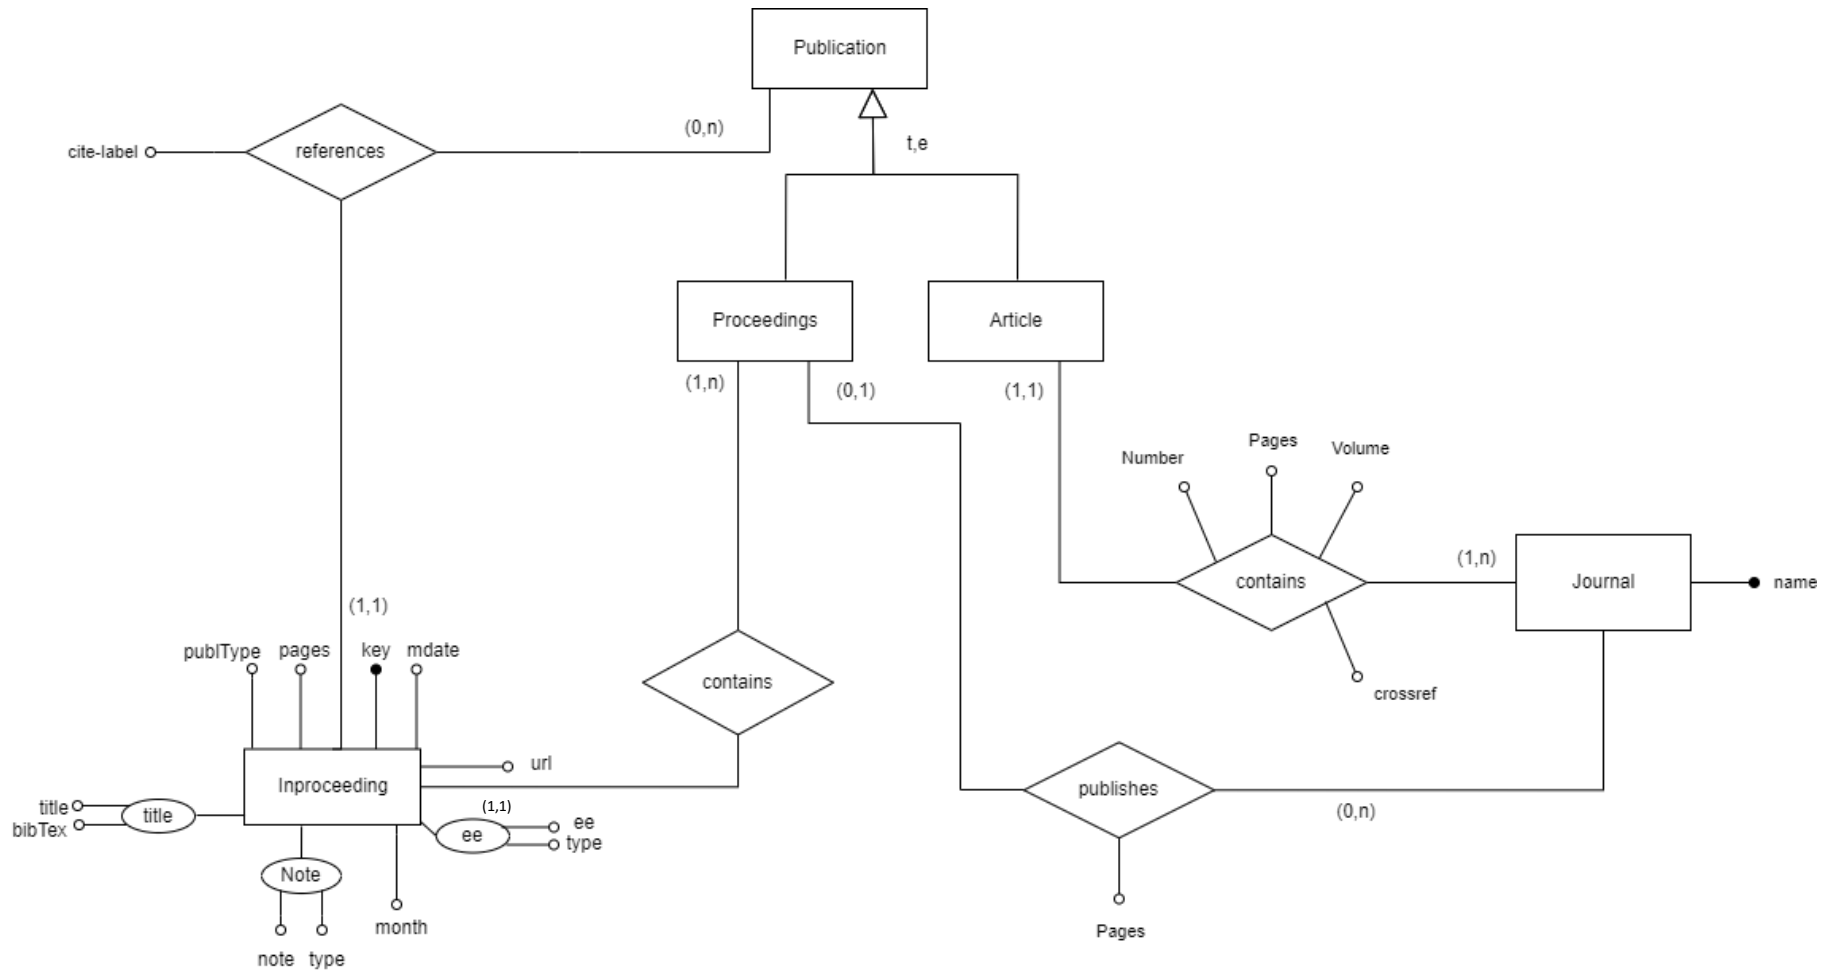 Publication
(0,n)
t,e
cite-label
references
Proceedings
Article
(1,n)
(0,1)
(1,1)
Number
Pages
Volume
contains
(1,n)
Journal
name
crossref
(1,1)
publType
pages
key
mdate
contains
url
Inproceeding
title
bibTex
title
(1,1)
ee
ee
type
publishes
(0,n)
Note
month
Pages
note
type